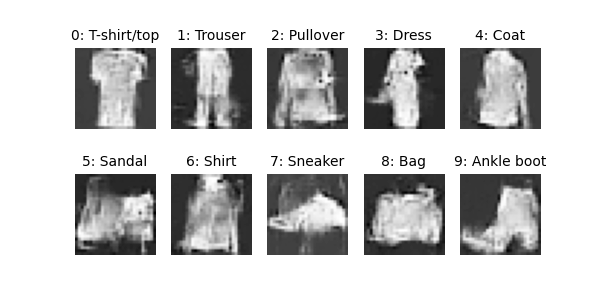 0: T-shirt/top 1: Trouser 2: Pullover 3: Dress 4: Coat
5: Sandal 6: Shirt 7: Sneaker 8: Bag 9: Ankle boot